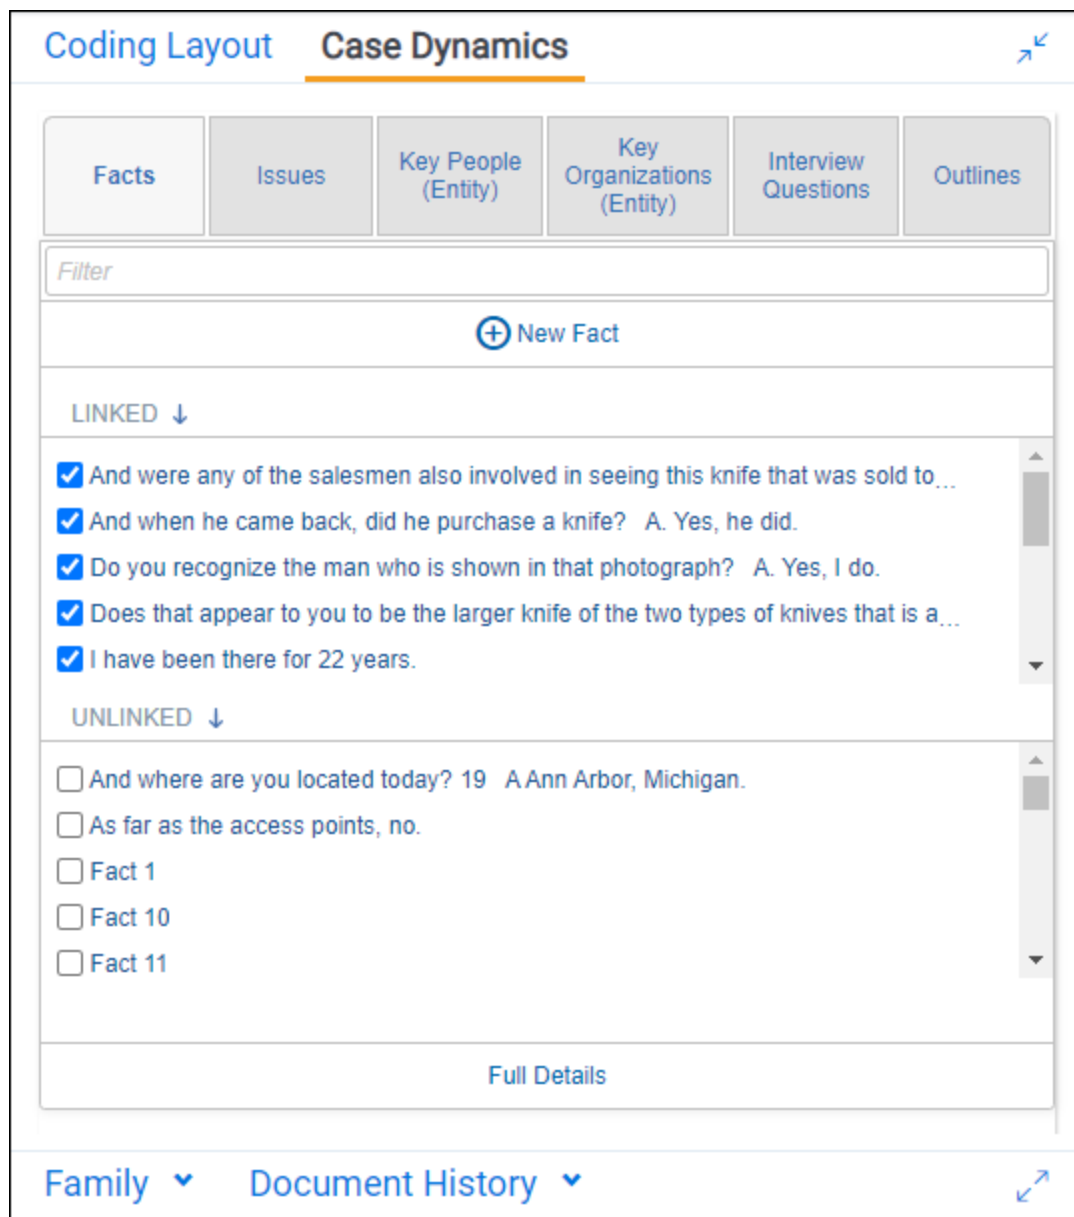 Coding Layout Case Dynamics
Facts
Issues
Key People
(Entity)
Key
Organizations
(Entity)
Interview
Questions
Outlines
Filter
New Fact
LINKED
And were any of the salesmen also involved in seeing this knife that was sold to...
And when he came back, did he purchase a knife? A. Yes, he did.
Do you recognize the man who is shown in that photograph? A. Yes, I do.
Does that appear to you to be the larger knife of the two types of knives that is a...
I have been there for 22 years.
UNLINKED
And where are you located today? 19 A Ann Arbor, Michigan.
As far as the access points, no.
Fact 1
Fact 10
Fact 11
Full Details
Family Document History